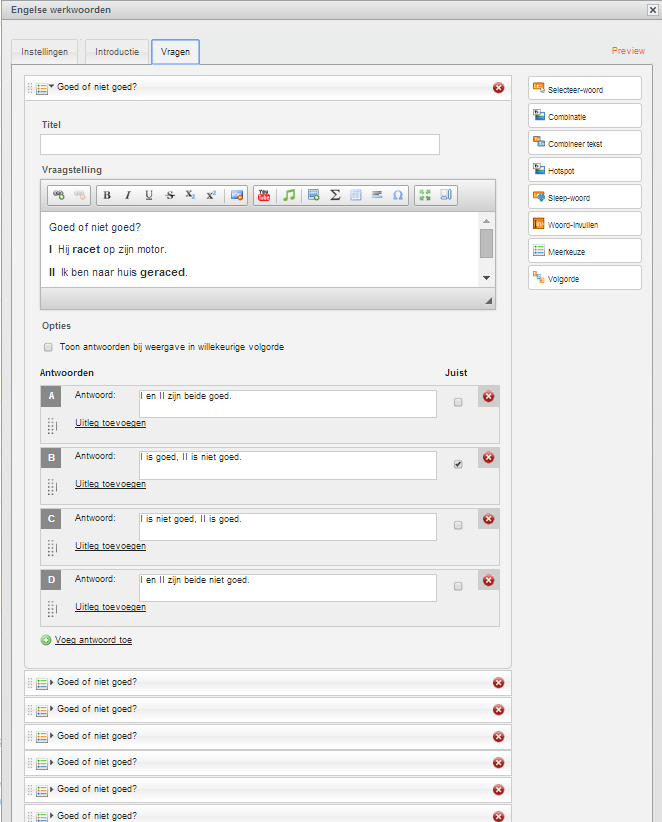 Engelse werkwoorden
Instellingen
Introductie
Vragen
Preview
Goed of niet goed?
Titel
Vraagstelling
B I U S X₂ X² You Tube Σ Ω
Goed of niet goed?
I Hij racet op zijn motor.
II Ik ben naar huis geraced.
Opties
Toon antwoorden bij weergave in willekeurige volgorde
Antwoorden Juist
A Antwoord: I en II zijn beide goed.
Uitleg toevoegen
B Antwoord: I is goed, II is niet goed.
Uitleg toevoegen
C Antwoord: I is niet goed, II is goed.
Uitleg toevoegen
D Antwoord: I en II zijn beide niet goed.
Uitleg toevoegen
Voeg antwoord toe
Goed of niet goed?
Goed of niet goed?
Goed of niet goed?
Goed of niet goed?
Goed of niet goed?
Goed of niet goed?
Selecteer-woord
Combinatie
Combineer tekst
Hotspot
Sleep-woord
Woord-invullen
Meerkeuze
Volgorde